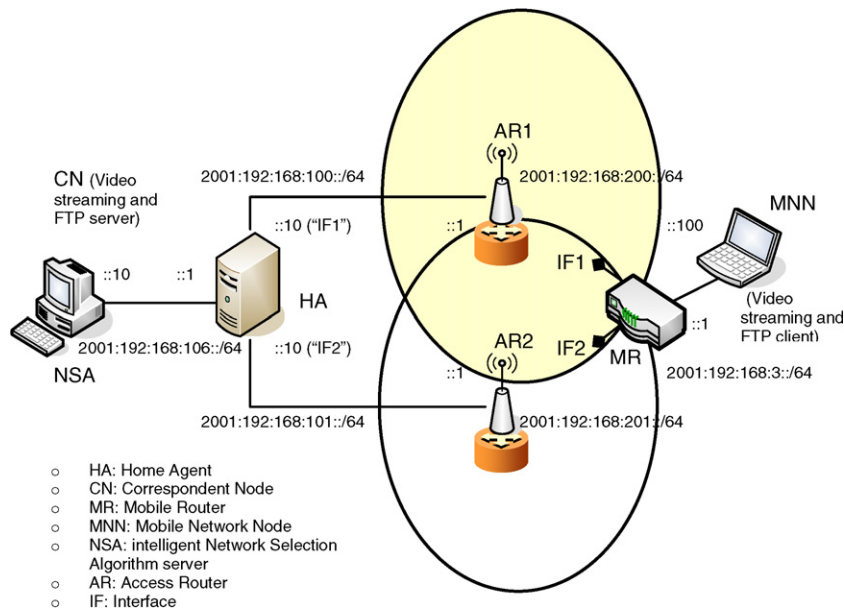 AR1
2001:192:168:100::/64
2001:192:168:200::/64
CN (Video
streaming and
FTP server)
MNN
::10 ("IF1")
::1
::100
IF1
::10
::1
HA
(Video
streaming and
FTP client)
::1
2001:192:168:106::/64
::10 ("IF2")
AR2
IF2
MR
NSA
::1
2001:192:168:3::/64
2001:192:168:101::/64
2001:192:168:201::/64
o HA: Home Agent
o CN: Correspondent Node
o MR: Mobile Router
o MNN: Mobile Network Node
o NSA: intelligent Network Selection
Algorithm server
o AR: Access Router
o IF: Interface